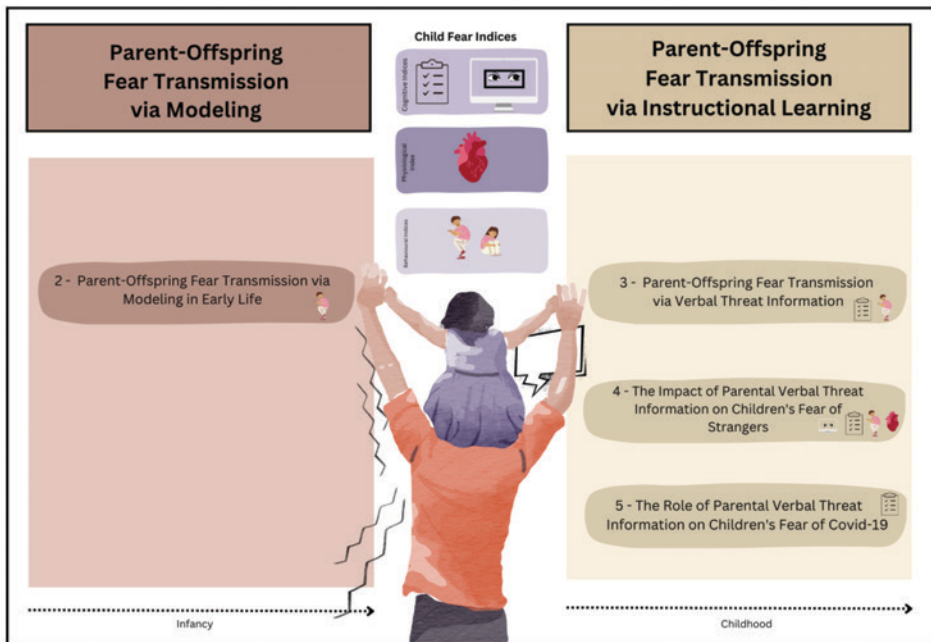 Parent-Offspring
Fear Transmission
via Modeling
Child Fear Indices
Cognitive Indices
Physiological
Index
Behavioral Indices
Parent-Offspring
Fear Transmission
via Instructional Learning
2 - Parent-Offspring Fear Transmission via
Modeling in Early Life
3 - Parent-Offspring Fear Transmission
via Verbal Threat Information
4 - The Impact of Parental Verbal Threat
Information on Children's Fear of
Strangers
5 - The Role of Parental Verbal Threat
Information on Children's Fear of Covid-19
Infancy
Childhood